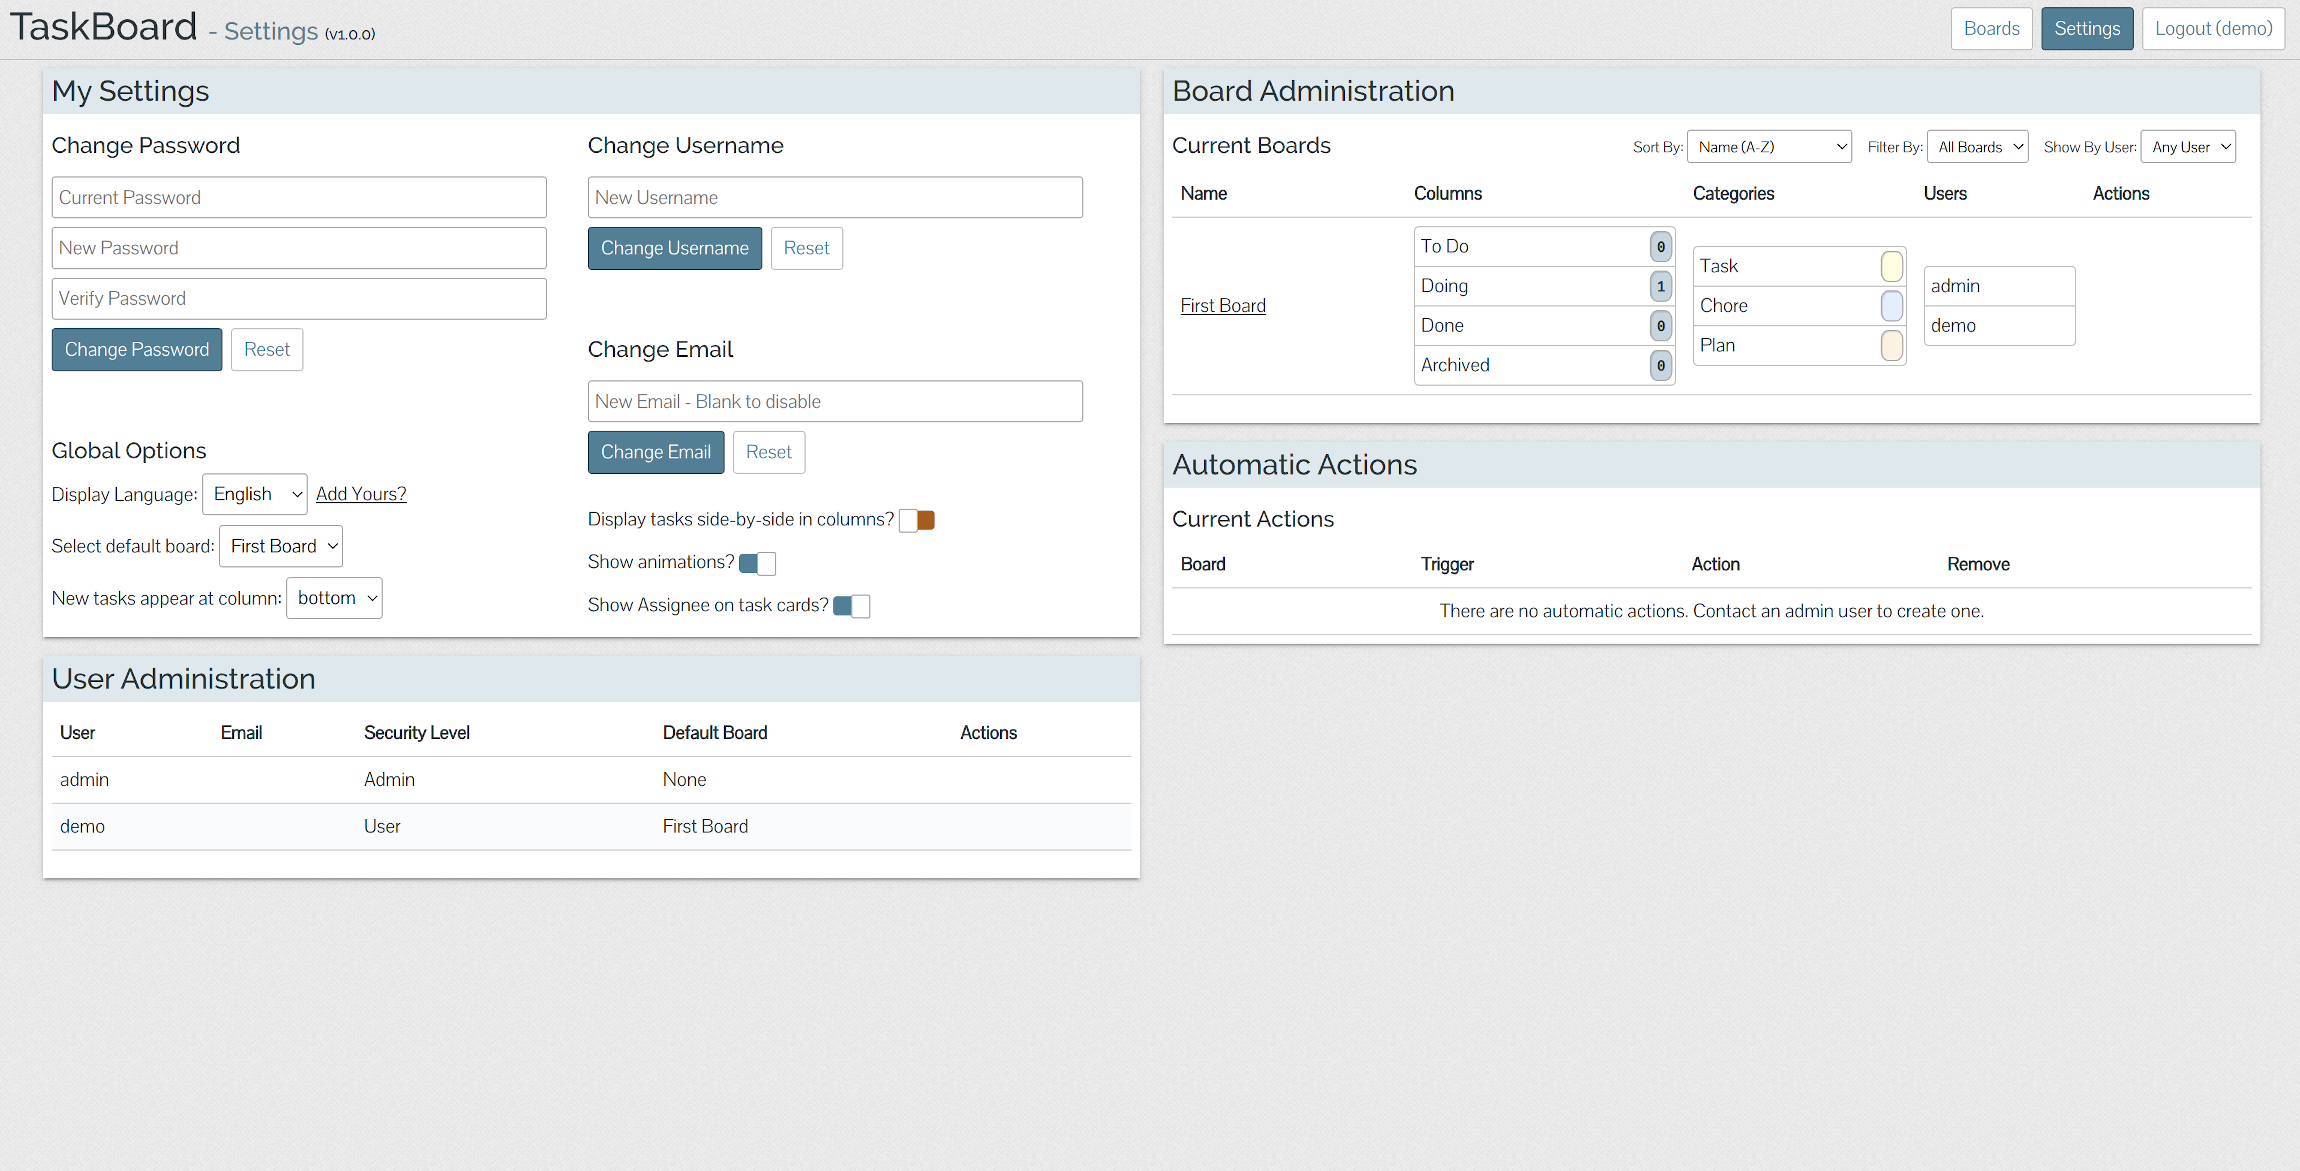 TaskBoard - Settings (v1.0.0)
Boards
Settings
Logout (demo)
My Settings
Change Password
Current Password
New Password
Verify Password
Change Password
Reset
Change Username
New Username
Change Username
Reset
Change Email
New Email - Blank to disable
Change Email
Reset
Global Options
Display Language: English Add Yours?
Select default board: First Board
New tasks appear at column: bottom
Display tasks side-by-side in columns?
Show animations?
Show Assignee on task cards?
User Administration
User Email Security Level Default Board Actions
admin Admin None
demo User First Board
Board Administration
Current Boards
Sort By: Name (A-Z) Filter By: All Boards Show By User: Any User
Name Columns Categories Users Actions
First Board
To Do 0
Doing 1
Done 0
Archived 0
Task
Chore
Plan
admin
demo
Automatic Actions
Current Actions
Board Trigger Action Remove
There are no automatic actions. Contact an admin user to create one.